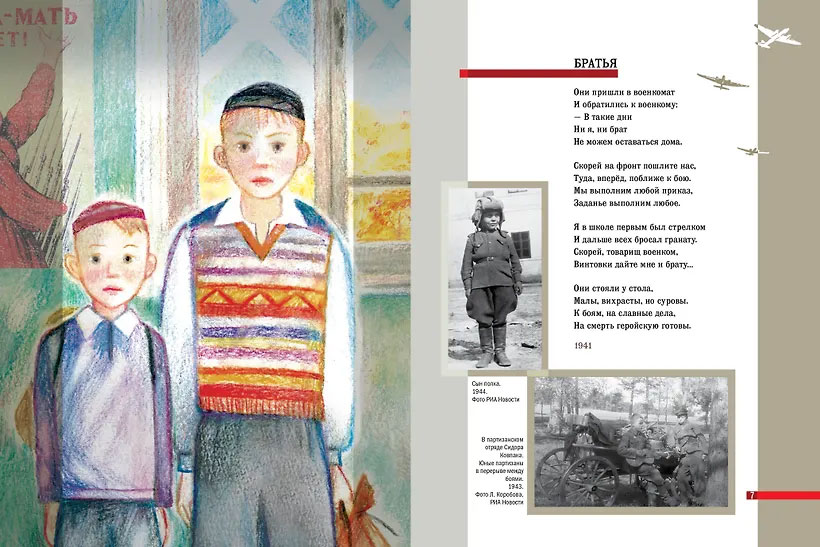 -МАТЬ
ЕТ!
БРАТЬЯ
Они пришли в военкомат
И обратились к военкому:
— В такие дни
Ни я, ни брат
Не можем оставаться дома.
Скорей на фронт пошлите нас,
Туда, вперёд, поближе к бою.
Мы выполним любой приказ,
Заданье выполним любое.
Я в школе первым был стрелком
И дальше всех бросал гранату.
Скорей, товарищ военком,
Винтовки дайте мне и брату...
Они стояли у стола,
Малы, вихрасты, но суровы.
К боям, на славные дела,
На смерть геройскую готовы.
1941
Сын полка.
1944.
Фото РИА Новости
В партизанском
отряде Сидора
Ковпака.
Юные партизаны
в перерыве между
боями.
1943.
Фото Л. Коробова,
РИА Новости
7